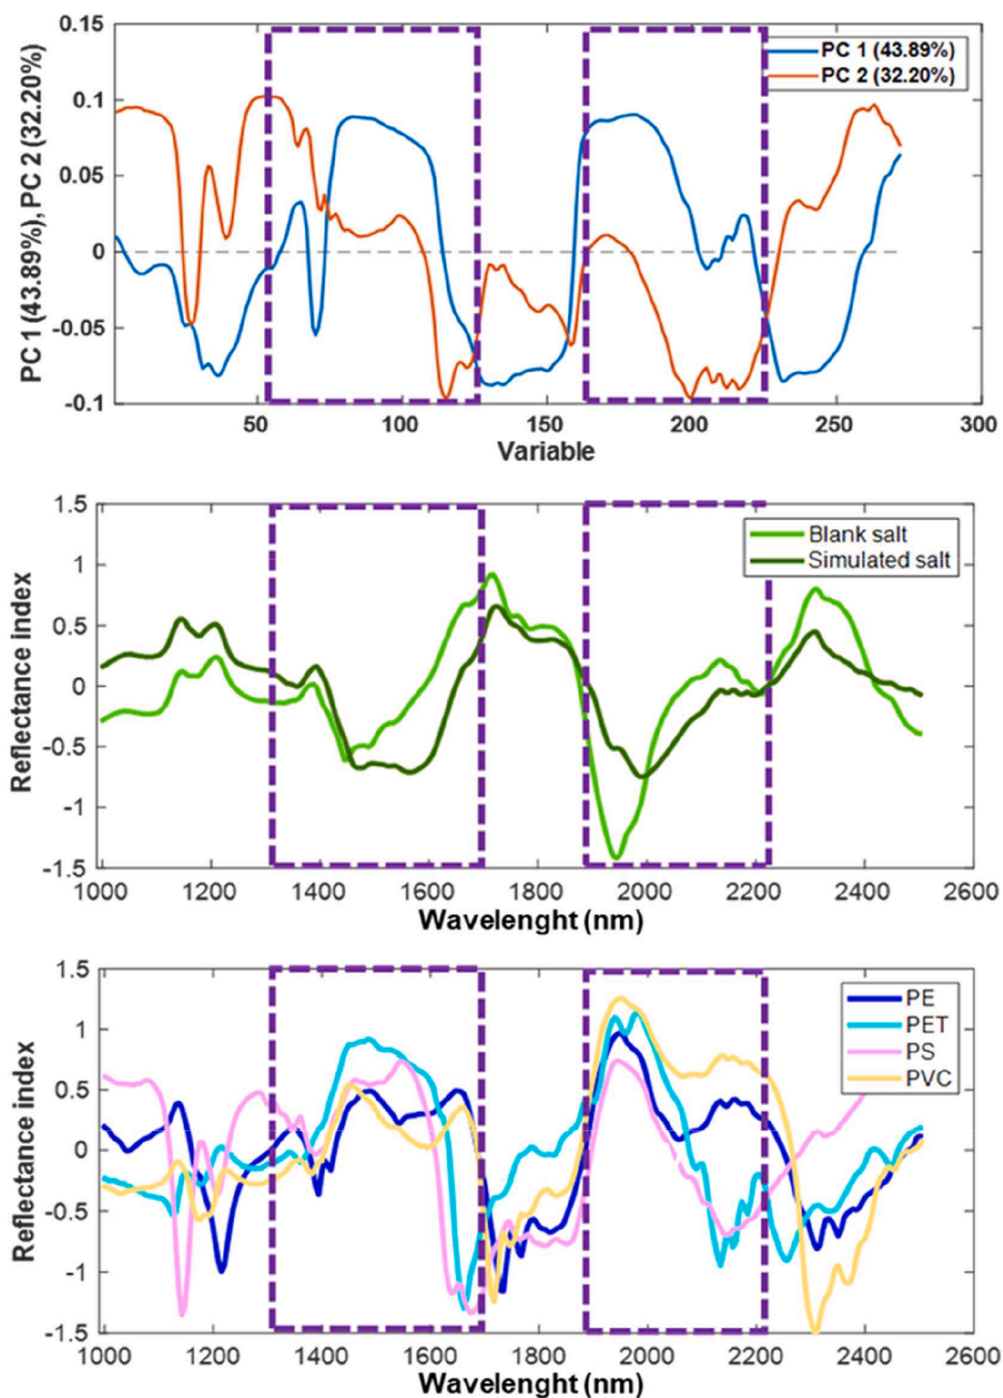 PC 1 (43.89%), PC 2 (32.20%)
0.15
0.1
0.05
0
-0.05
-0.1
PC 1 (43.89%)
PC 2 (32.20%)
50 100 150 200 250 300
Variable
Reflectance index
1.5
1
0.5
0
-0.5
-1
-1.5
Blank salt
Simulated salt
1000 1200 1400 1600 1800 2000 2200 2400 2600
Wavelenght (nm)
Reflectance index
1.5
1
0.5
0
-0.5
-1
-1.5
PE
PET
PS
PVC
1000 1200 1400 1600 1800 2000 2200 2400 2600
Wavelenght (nm)